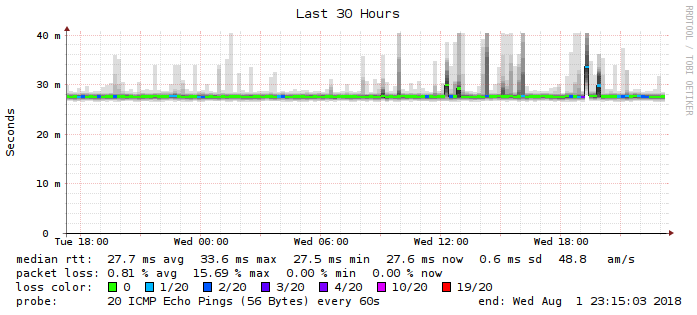 Last 30 Hours
RRDTOOL / TOBI OETIKER
Seconds
40 m
30 m
20 m
10 m
0
Tue 18:00 Wed 00:00 Wed 06:00 Wed 12:00 Wed 18:00
median rtt: 27.7 ms avg 33.6 ms max 27.5 ms min 27.6 ms now 0.6 ms sd 48.8 am/s
packet loss: 0.81 % avg 15.69 % max 0.00 % min 0.00 % now
loss color: 0 1/20 2/20 3/20 4/20 10/20 19/20
probe: 20 ICMP Echo Pings (56 Bytes) every 60s end: Wed Aug 1 23:15:03 2018